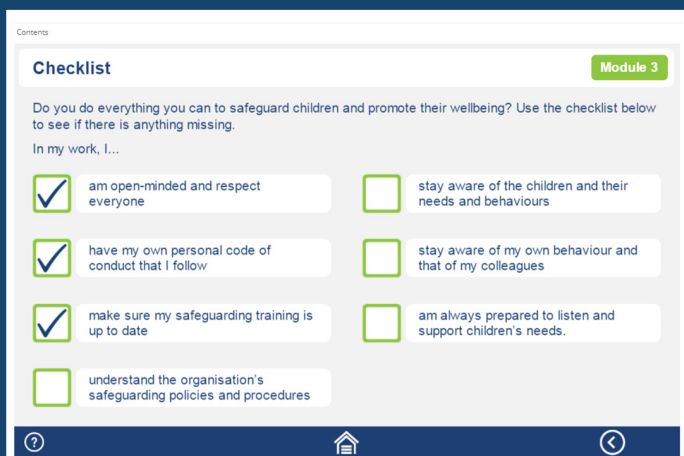 Contents
Checklist
Module 3
Do you do everything you can to safeguard children and promote their wellbeing? Use the checklist below
to see if there is anything missing.
In my work, I...
am open-minded and respect
everyone
have my own personal code of
conduct that I follow
make sure my safeguarding training is
up to date
understand the organisation's
safeguarding policies and procedures
stay aware of the children and their
needs and behaviours
stay aware of my own behaviour and
that of my colleagues
am always prepared to listen and
support children's needs.
?